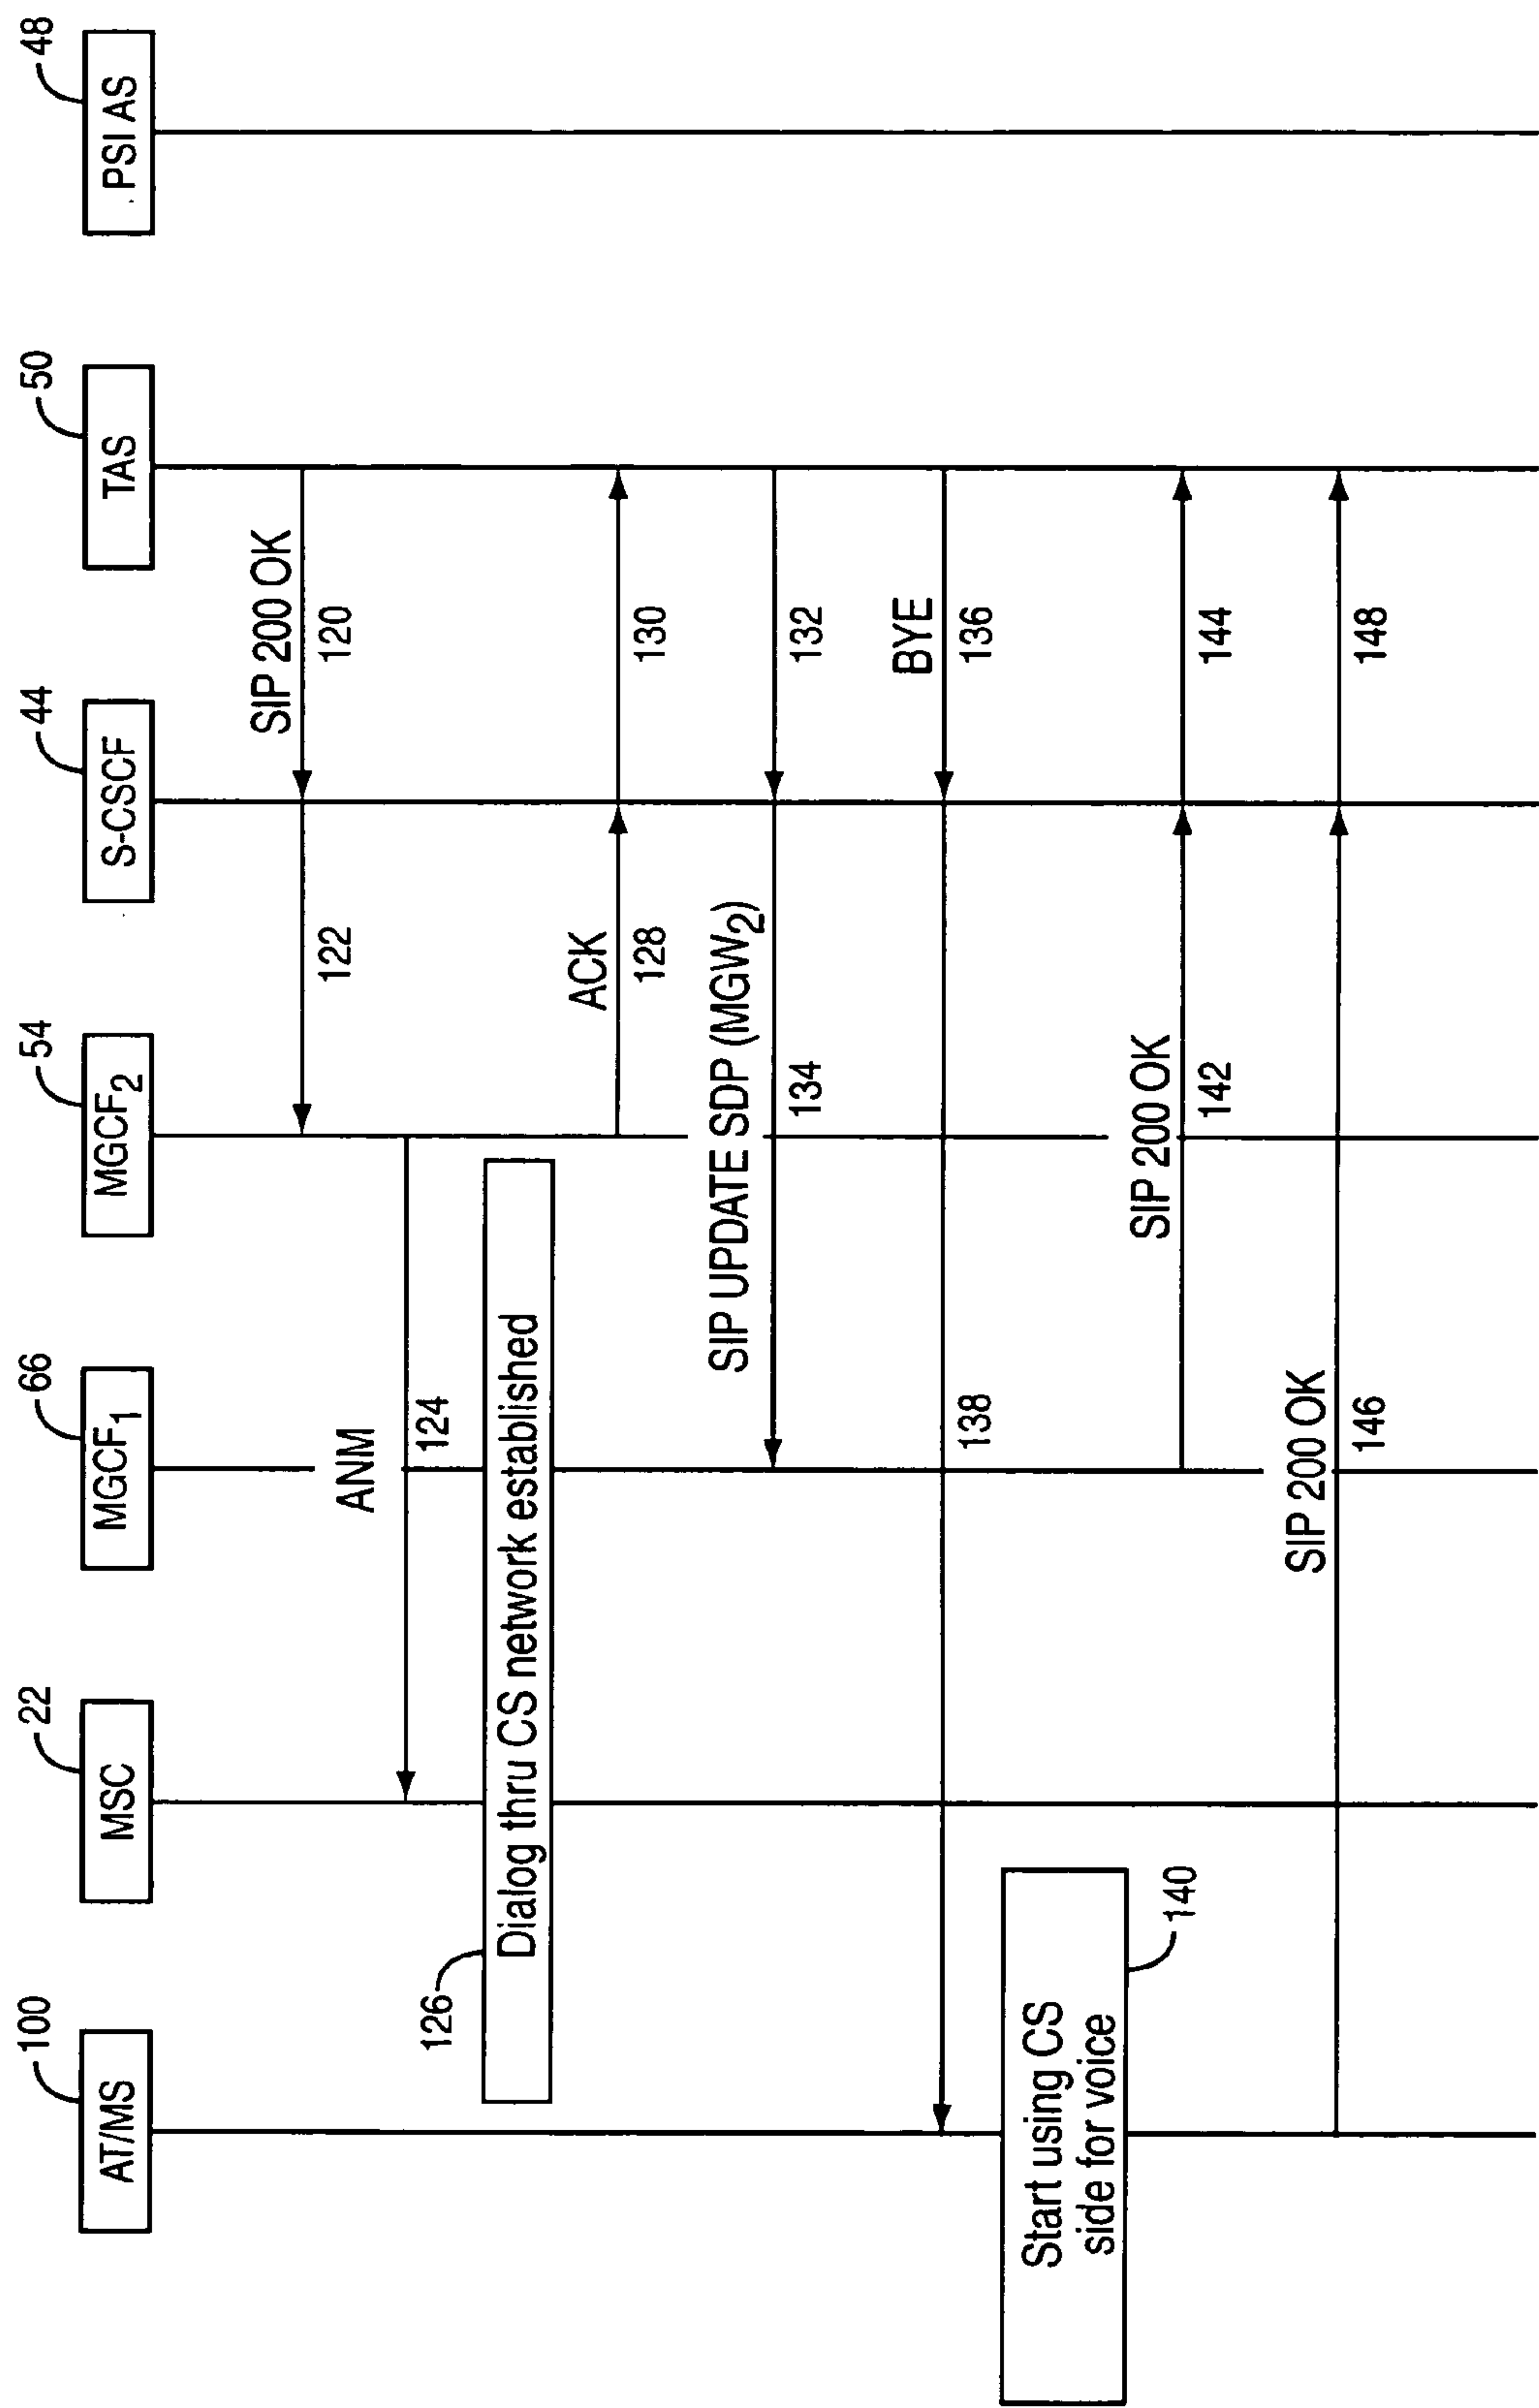 100
22
66
54
44
50
48
AT/MS
MSC
MGCF1
MGCF2
S-CSCF
TAS
PSI AS
SIP 200 OK
122
120
ANM
124
126
Dialog thru CS network established
ACK
128
130
SIP UPDATE SDP (MGW2)
134
132
BYE
138
136
Start using CS
side for voice
140
SIP 200 OK
142
144
SIP 200 OK
146
148